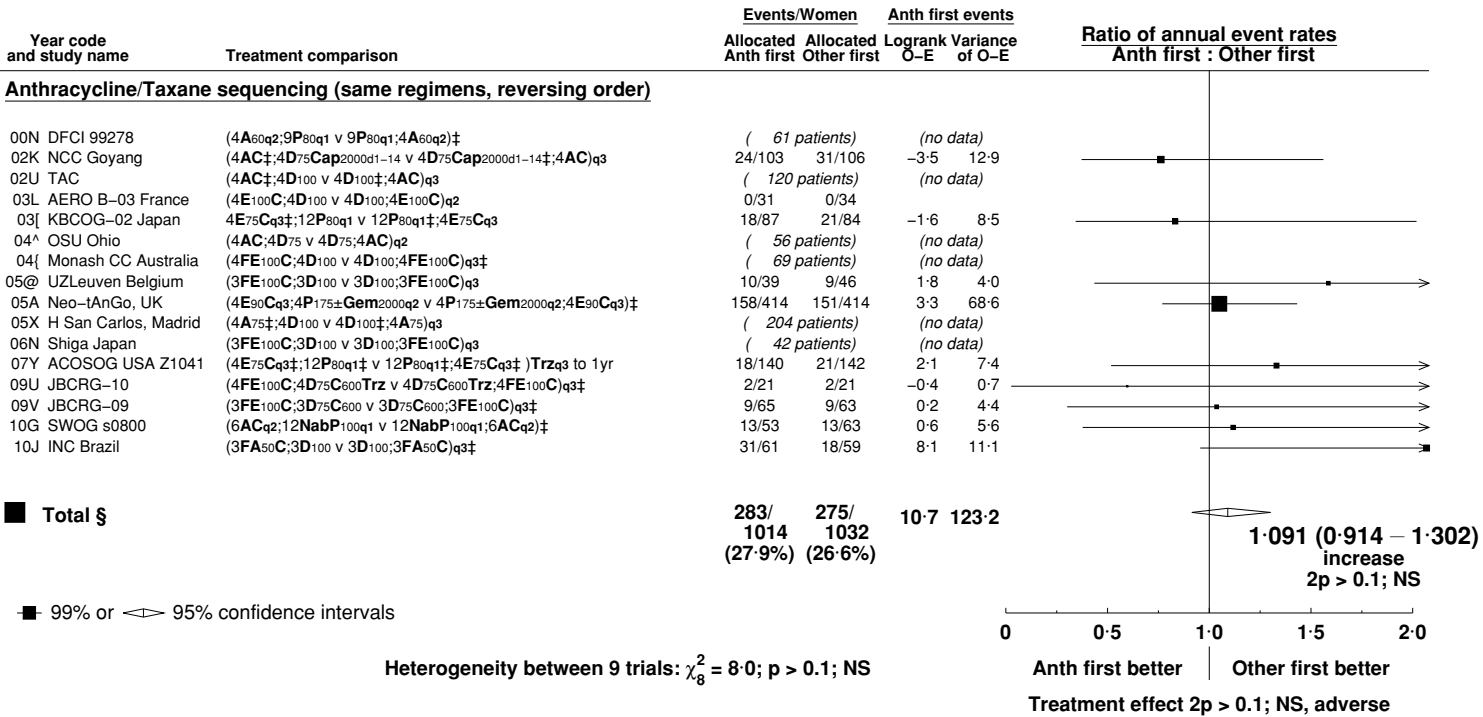 Events/Women Anth first events
Year code and study name Treatment comparison Allocated Anth first Allocated Other first Logrank O–E Variance of O–E Ratio of annual event rates Anth first : Other first
Anthracycline/Taxane sequencing (same regimens, reversing order)
00N DFCI 99278 (4A60q2;9P80q1 v 9P80q1;4A60q2)‡ ( 61 patients) (no data)
02K NCC Goyang (4AC‡;4D75Cap2000d1–14 v 4D75Cap2000d1–14‡;4AC)q3 24/103 31/106 –3·5 12·9
02U TAC (4AC‡;4D100 v 4D100‡;4AC)q3 ( 120 patients) (no data)
03L AERO B–03 France (4E100C;4D100 v 4D100;4E100C)q2 0/31 0/34
03[ KBCOG–02 Japan 4E75Cq3‡;12P80q1 v 12P80q1‡;4E75Cq3 18/87 21/84 –1·6 8·5
04^ OSU Ohio (4AC;4D75 v 4D75;4AC)q2 ( 56 patients) (no data)
04{ Monash CC Australia (4FE100C;4D100 v 4D100;4FE100C)q3‡ ( 69 patients) (no data)
05@ UZLeuven Belgium (3FE100C;3D100 v 3D100;3FE100C)q3 10/39 9/46 1·8 4·0
05A Neo–tAnGo, UK (4E90Cq3;4P175±Gem2000q2 v 4P175±Gem2000q2;4E90Cq3)‡ 158/414 151/414 3·3 68·6
05X H San Carlos, Madrid (4A75‡;4D100 v 4D100‡;4A75)q3 ( 204 patients) (no data)
06N Shiga Japan (3FE100C;3D100 v 3D100;3FE100C)q3 ( 42 patients) (no data)
07Y ACOSOG USA Z1041 (4E75Cq3‡;12P80q1‡ v 12P80q1‡;4E75Cq3‡ )Trzq3 to 1yr 18/140 21/142 2·1 7·4
09U JBCRG–10 (4FE100C;4D75C600Trz v 4D75C600Trz;4FE100C)q3‡ 2/21 2/21 –0·4 0·7
09V JBCRG–09 (3FE100C;3D75C600 v 3D75C600;3FE100C)q3‡ 9/65 9/63 0·2 4·4
10G SWOG s0800 (6ACq2;12NabP100q1 v 12NabP100q1;6ACq2)‡ 13/53 13/63 0·6 5·6
10J INC Brazil (3FA50C;3D100 v 3D100;3FA50C)q3‡ 31/61 18/59 8·1 11·1
Total § 283/1014 (27·9%) 275/1032 (26·6%) 10·7 123·2
1·091 (0·914 – 1·302)
increase
2p > 0.1; NS
99% or 95% confidence intervals
0 0·5 1·0 1·5 2·0
Heterogeneity between 9 trials: χ²₈ = 8·0; p > 0.1; NS
Anth first better Other first better
Treatment effect 2p > 0.1; NS, adverse